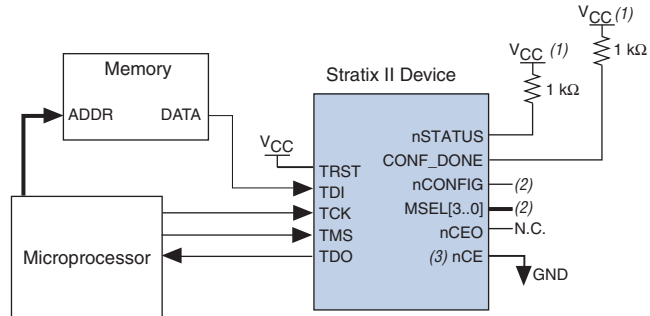 VCC (1)
VCC (1)
1 kΩ
1 kΩ
Memory
ADDR DATA
Stratix II Device
VCC
nSTATUS
CONF_DONE
TRST
nCONFIG (2)
TDI
MSEL[3..0] (2)
TCK
nCEO N.C.
TMS
(3) nCE
TDO
GND
Microprocessor